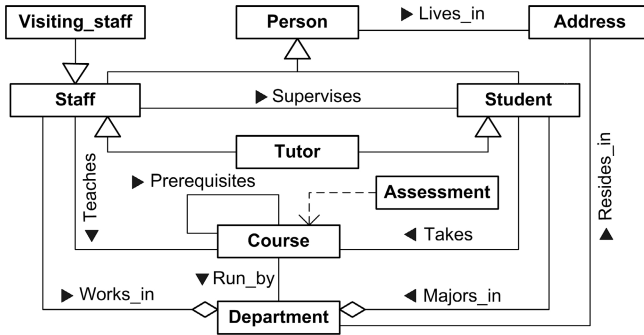 Visiting_staff
Person
▶ Lives_in
Address
Staff
▶ Supervises
Student
Tutor
▼ Teaches
▶ Prerequisites
Assessment
▲ Resides_in
Course
◀ Takes
▼ Run_by
▶ Works_in
Department
◀ Majors_in